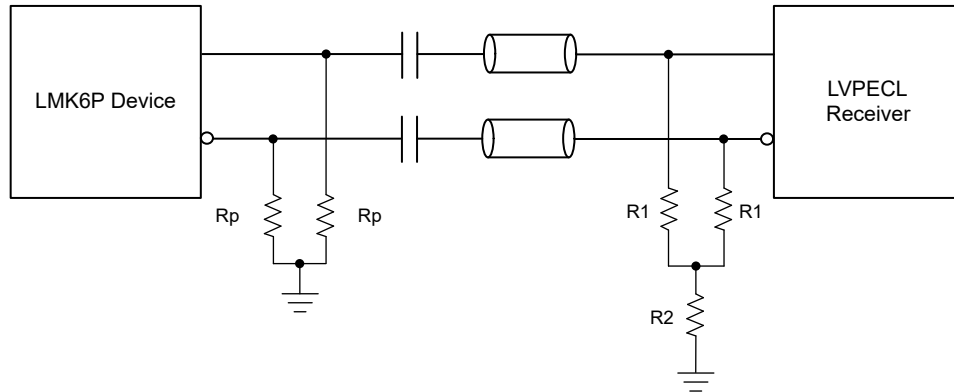 LMK6P Device
LVPECL
Receiver
Rp
Rp
R1
R1
R2